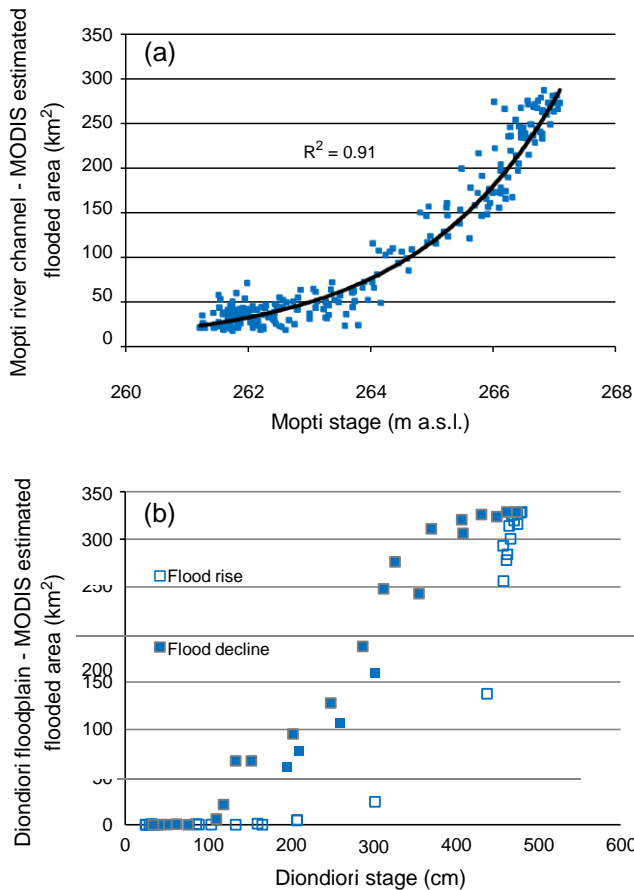 (a)
Mopti river channel - MODIS estimated
flooded area (km2)
350
300
250
200
150
100
50
0
R2 = 0.91
260
262
264
266
268
Mopti stage (m a.s.l.)
(b)
Diondiori floodplain - MODIS estimated
flooded area (km2)
350
300
250
200
150
100
50
0
Flood rise
Flood decline
0
100
200
300
400
500
600
Diondiori stage (cm)